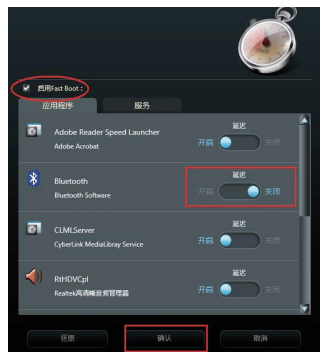 启用Fast Boot :
应用程序 服务
Adobe Reader Speed Launcher
Adobe Acrobat
延迟
开启 关闭
Bluetooth
Bluetooth Software
延迟
开启 关闭
CLMLServer
CyberLink MediaLibray Service
延迟
开启 关闭
RtHDVCpl
Realtek高清晰音频管理器
延迟
开启 关闭
还原 确认 取消